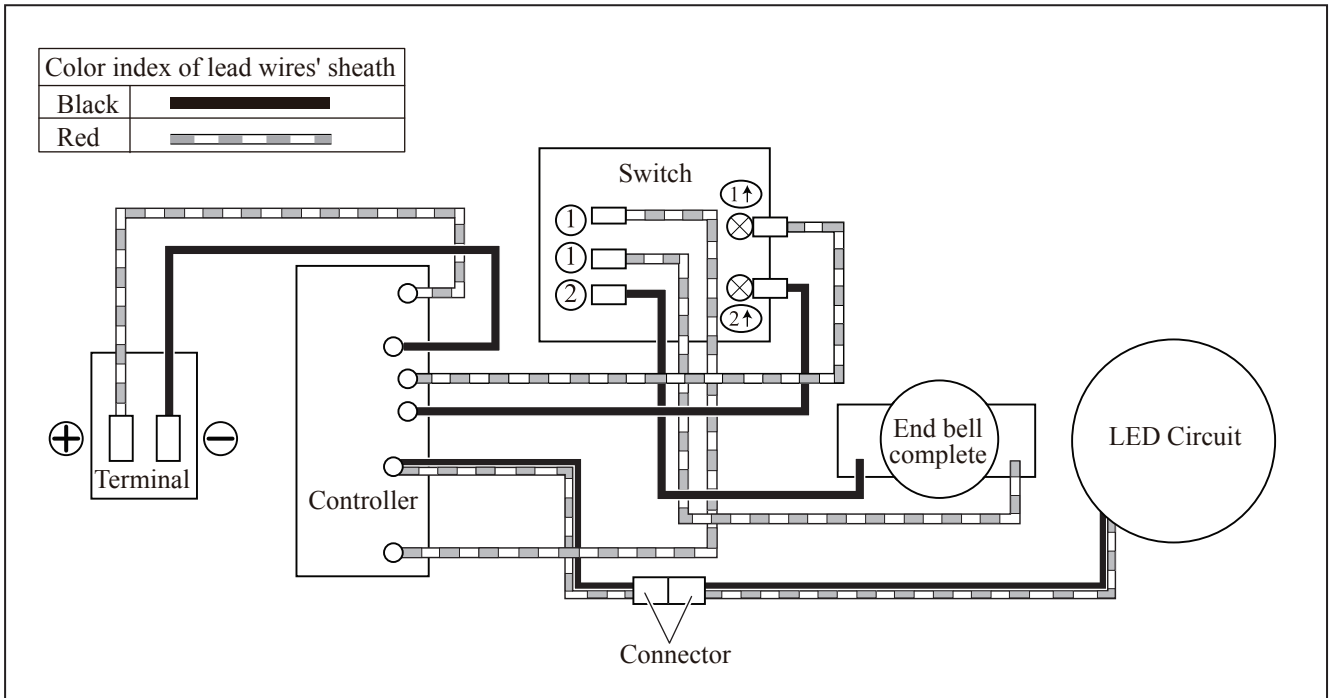 Color index of lead wires' sheath
Black
Red
Switch
1↑
1
1
2
2↑
+
−
Terminal
Controller
End bell
complete
LED Circuit
Connector